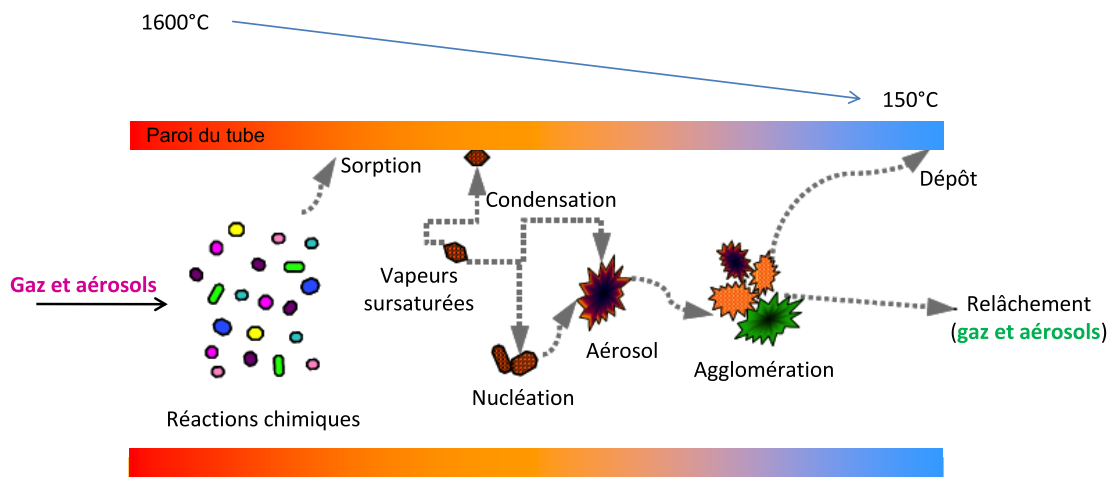 1600°C
150°C
Paroi du tube
Sorption
Condensation
Dépôt
Gaz et aérosols
Vapeurs
sursaturées
Relâchement
(gaz et aérosols)
Aérosol
Agglomération
Nucléation
Réactions chimiques